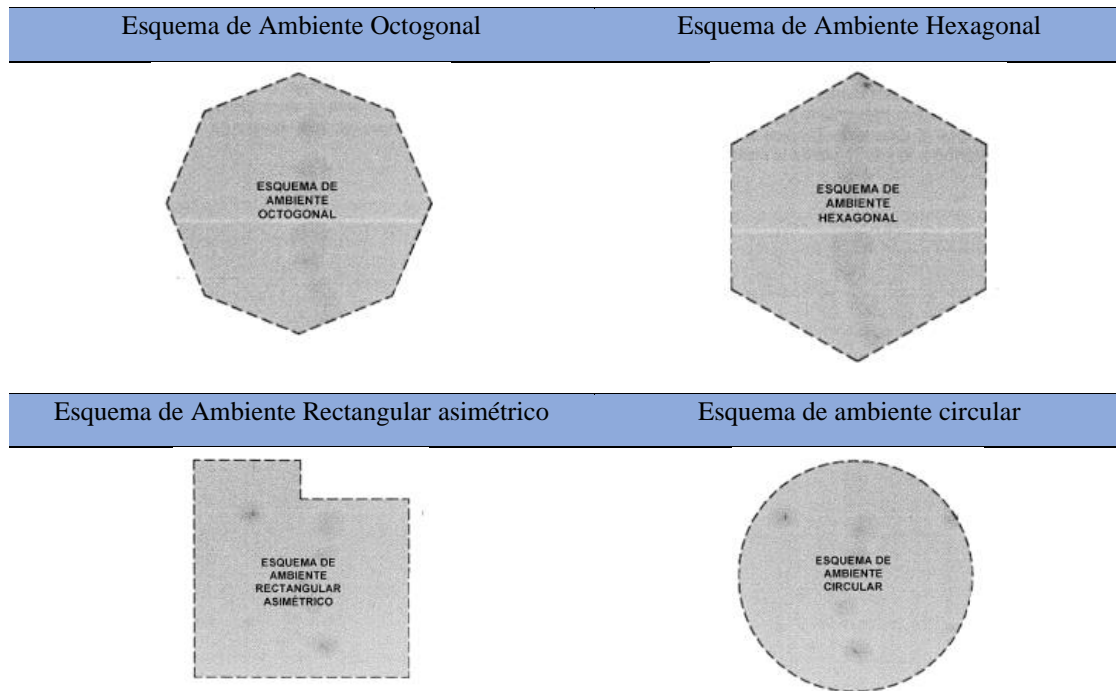 Esquema de Ambiente Octogonal
Esquema de Ambiente Hexagonal
ESQUEMA DE
AMBIENTE
OCTOGONAL
ESQUEMA DE
AMBIENTE
HEXAGONAL
Esquema de Ambiente Rectangular asimétrico
Esquema de ambiente circular
ESQUEMA DE
AMBIENTE
RECTANGULAR
ASIMÉTRICO
ESQUEMA DE
AMBIENTE
CIRCULAR